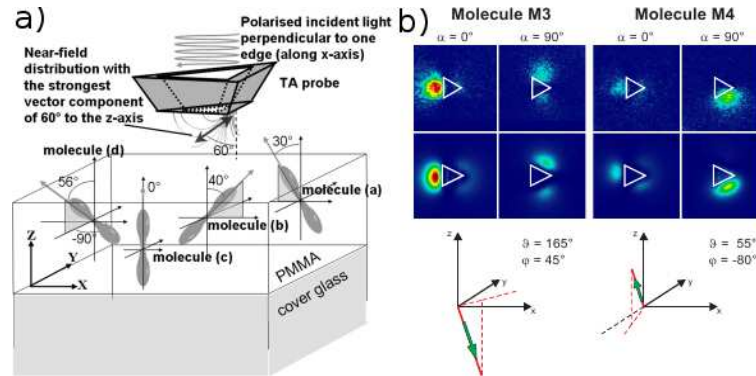 a)
Polarised incident light
perpendicular to one
edge (along x-axis)
Near-field
distribution with
the strongest
vector component
of 60° to the z-axis
TA probe
60°
30°
molecule (d)
56°
0°
40°
molecule (a)
molecule (b)
-90°
molecule (c)
Z
Y
X
PMMA
cover glass
b)
Molecule M3
Molecule M4
α = 0°
α = 90°
α = 0°
α = 90°
z
ϑ = 165°
φ = 45°
y
x
z
ϑ = 55°
φ = -80°
y
x